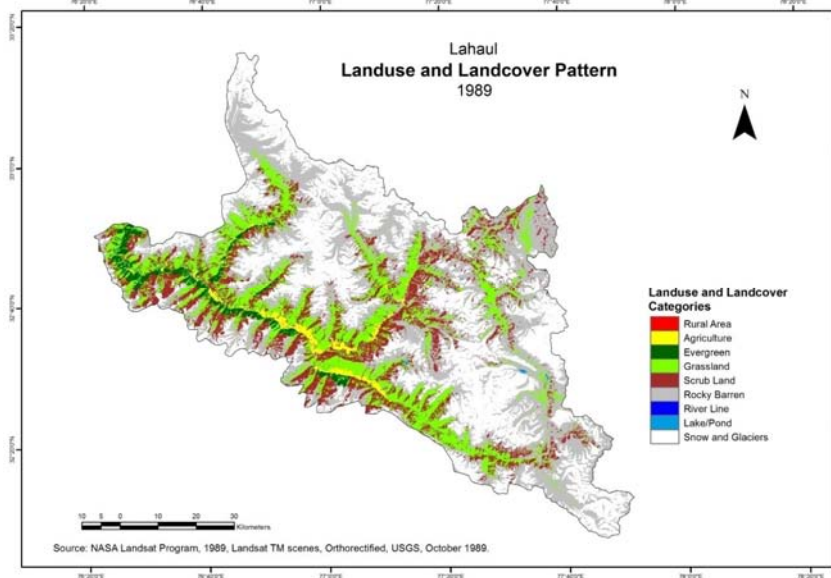 Lahaul
Landuse and Landcover Pattern
1989
N
Landuse and Landcover
Categories
Rural Area
Agriculture
Evergreen
Grassland
Scrub Land
Rocky Barren
River Line
Lake/Pond
Snow and Glaciers
10 5 0 10 20 30
Kilometers
Source: NASA Landsat Program, 1989, Landsat TM scenes, Orthorectified, USGS, October 1989.